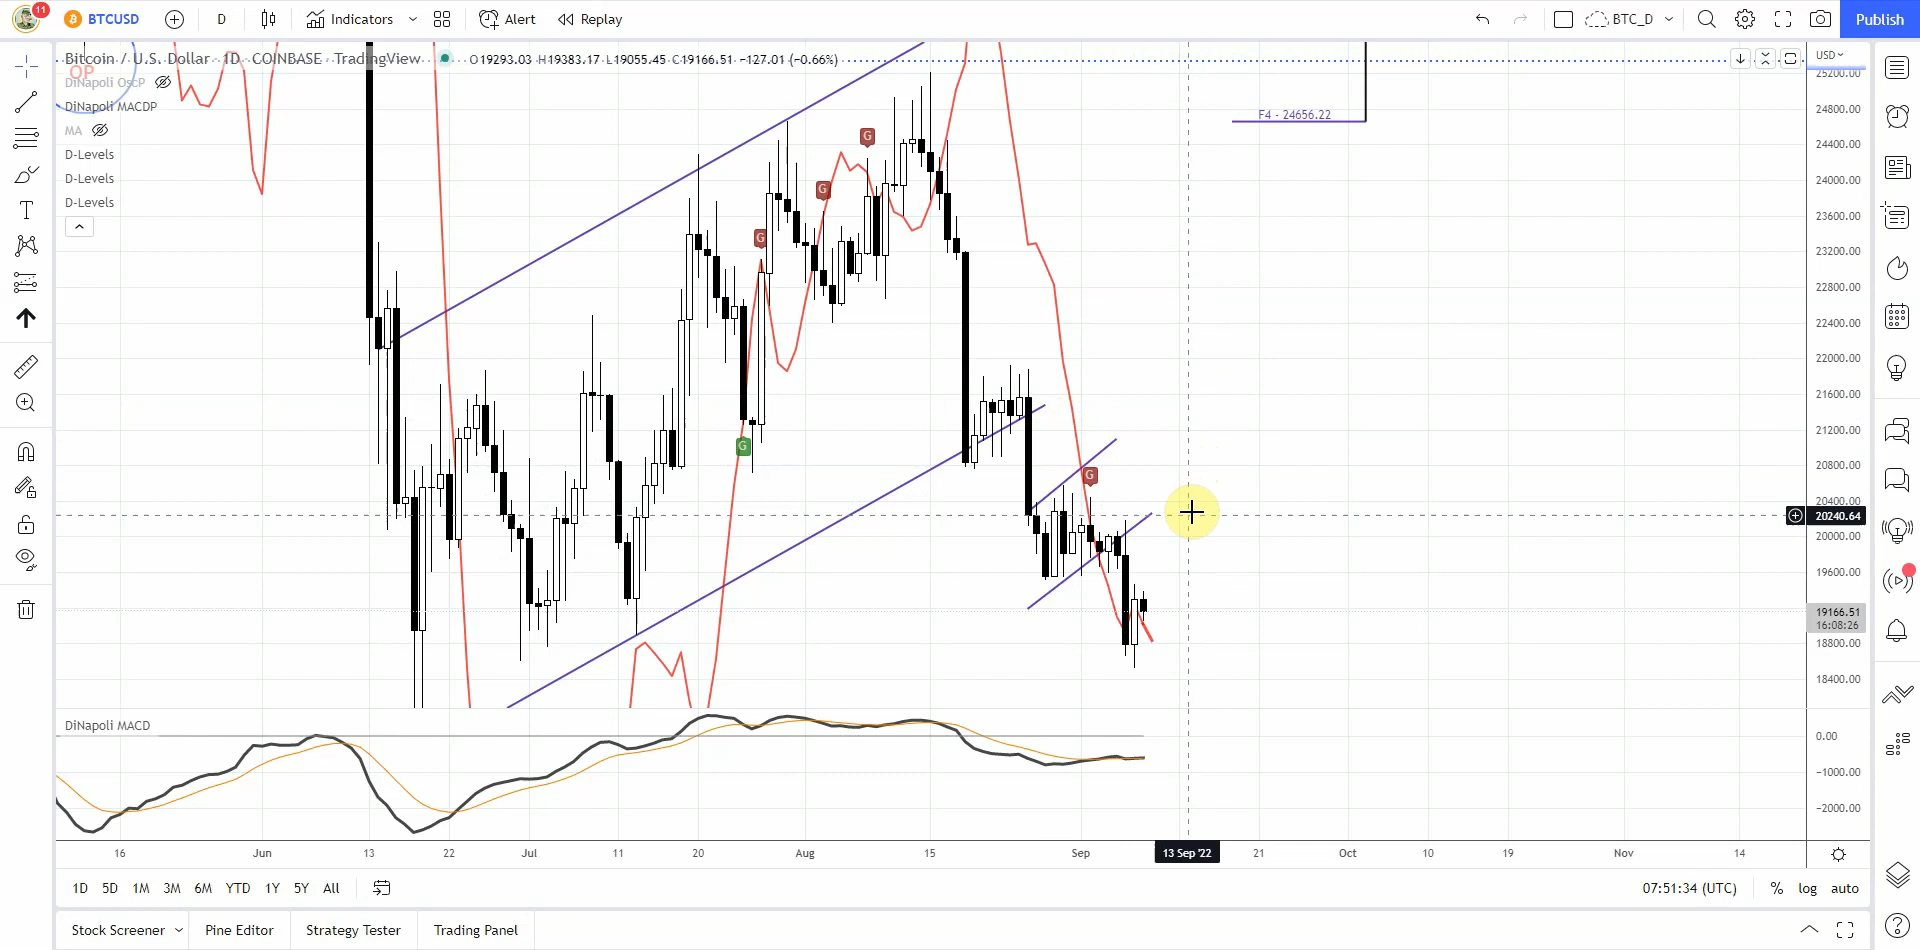 11
BTCUSD
D
Indicators
Alert
Replay
BTC_D
Publish
Bitcoin / U.S. Dollar · 1D · COINBASE · TradingView
O19293.03 H19383.17 L19055.45 C19166.51 −127.01 (−0.66%)
OP
DiNapoli OscP
DiNapoli MACDP
MA
D-Levels
D-Levels
D-Levels
F4 - 24656.22
G
G
G
G
G
USD
25200.00
24800.00
24400.00
24000.00
23600.00
23200.00
22800.00
22400.00
22000.00
21600.00
21200.00
20800.00
20400.00
20240.64
20000.00
19600.00
19166.51
16:08:26
18800.00
18400.00
DiNapoli MACD
0.00
−1000.00
−2000.00
16 Jun 13 22 Jul 11 20 Aug 15 Sep 13 Sep '22 21 Oct 10 19 Nov 14
1D 5D 1M 3M 6M YTD 1Y 5Y All
07:51:34 (UTC) % log auto
Stock Screener Pine Editor Strategy Tester Trading Panel